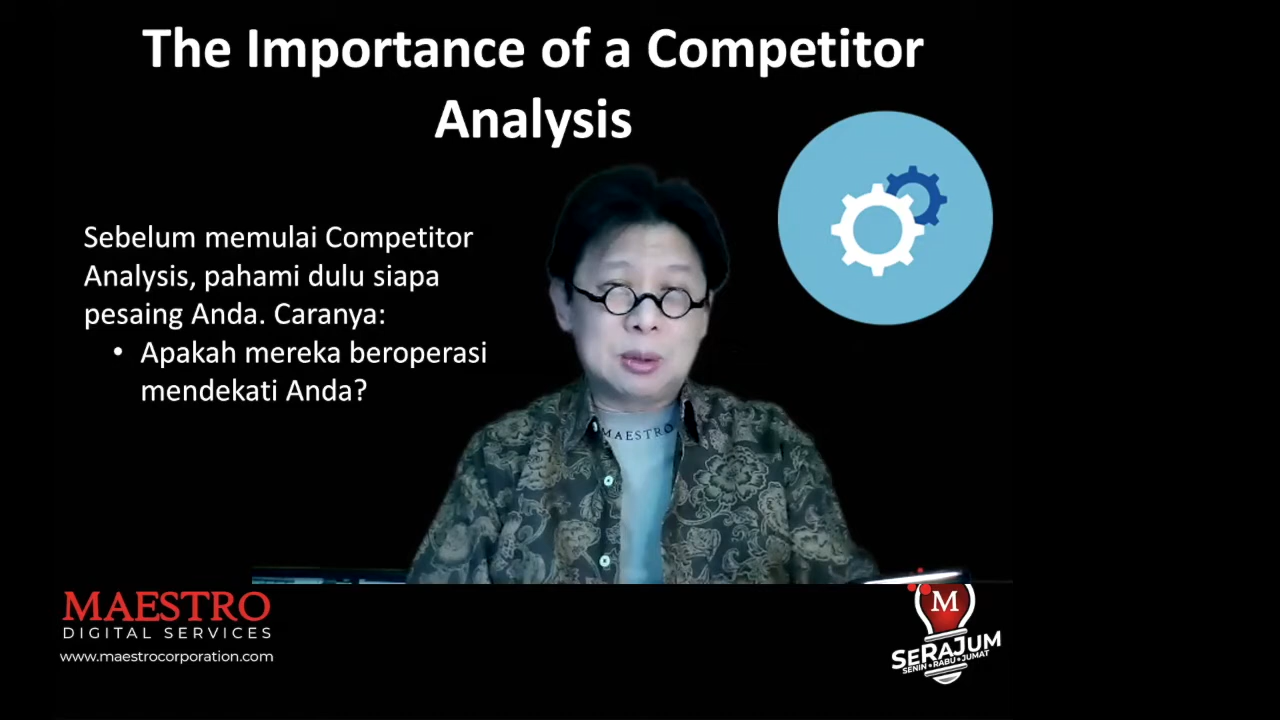 The Importance of a Competitor
Analysis
Sebelum memulai Competitor
Analysis, pahami dulu siapa
pesaing Anda. Caranya:
• Apakah mereka beroperasi
mendekati Anda?
MAESTRO
MAESTRO
DIGITAL SERVICES
www.maestrocorporation.com
M
SERAJUM
SENIN • RABU • JUMAT